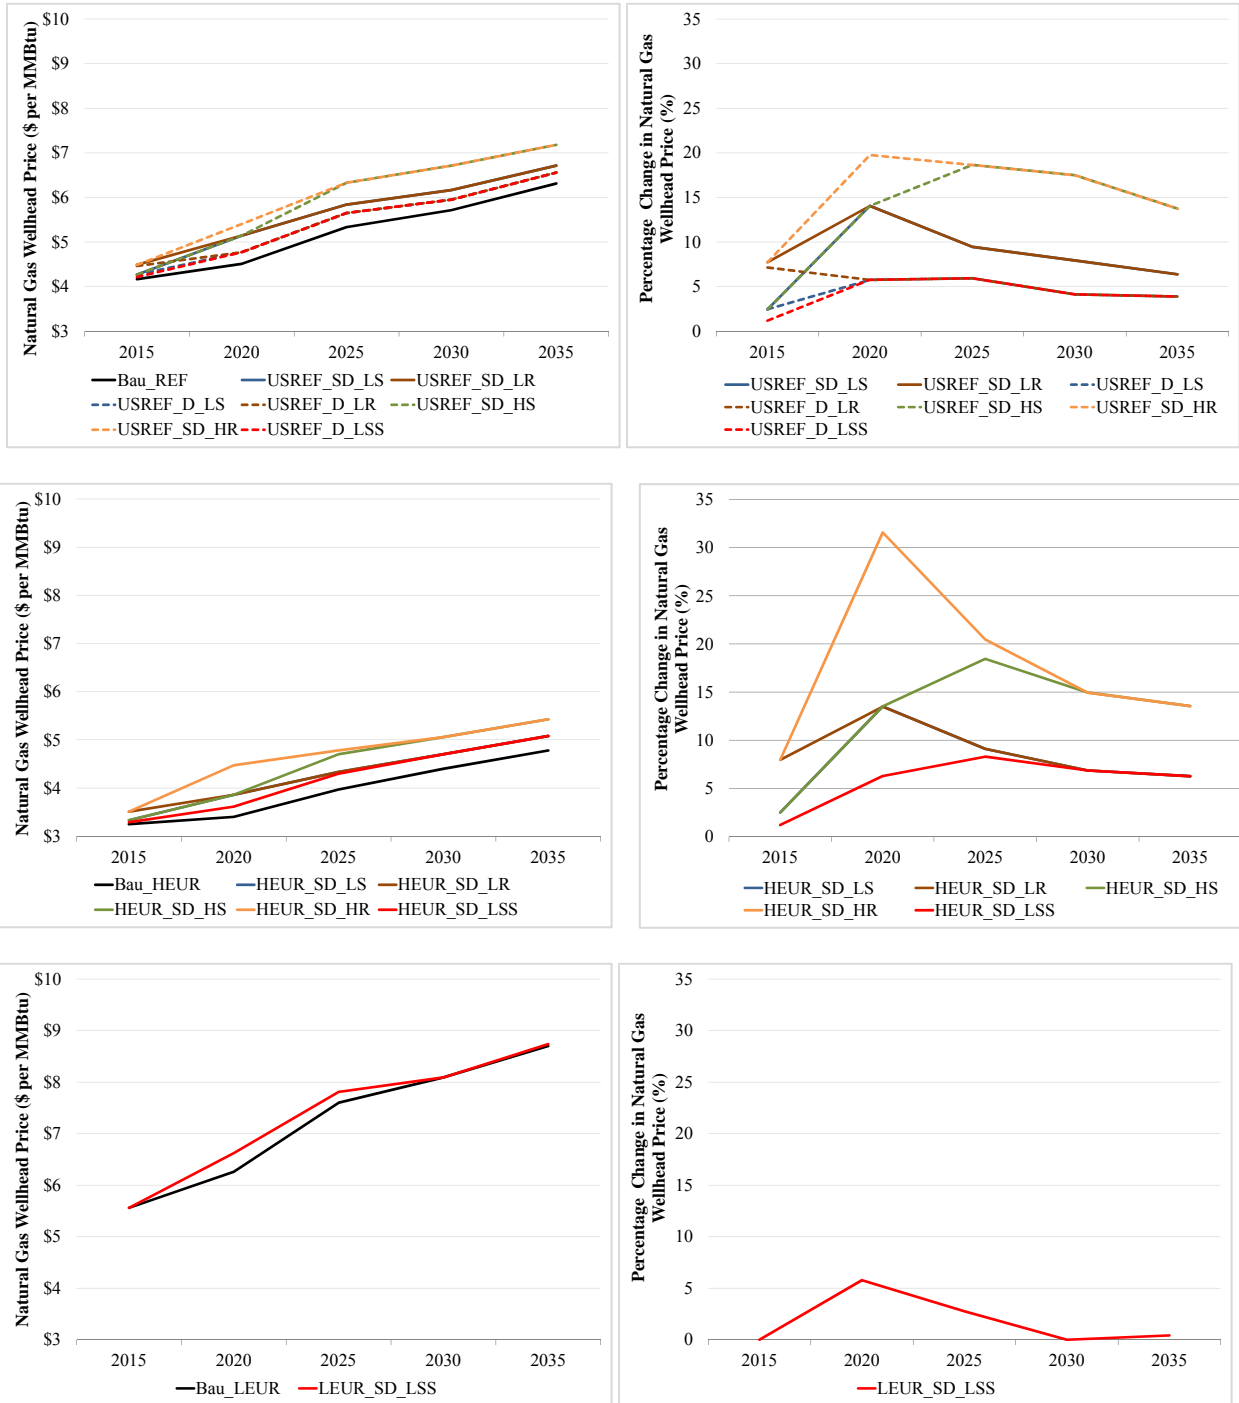 Natural Gas Wellhead Price ($ per MMBtu)
$10
$9
$8
$7
$6
$5
$4
$3
2015 2020 2025 2030 2035
Bau_REF USREF_SD_LS USREF_SD_LR
USREF_D_LS USREF_D_LR USREF_SD_HS
USREF_SD_HR USREF_D_LSS
Percentage Change in Natural Gas
Wellhead Price (%)
35
30
25
20
15
10
5
0
2015 2020 2025 2030 2035
USREF_SD_LS USREF_SD_LR USREF_D_LS
USREF_D_LR USREF_SD_HS USREF_SD_HR
USREF_D_LSS
Natural Gas Wellhead Price ($ per MMBtu)
$10
$9
$8
$7
$6
$5
$4
$3
2015 2020 2025 2030 2035
Bau_HEUR HEUR_SD_LS HEUR_SD_LR
HEUR_SD_HS HEUR_SD_HR HEUR_SD_LSS
Percentage Change in Natural Gas
Wellhead Price (%)
35
30
25
20
15
10
5
0
2015 2020 2025 2030 2035
HEUR_SD_LS HEUR_SD_LR HEUR_SD_HS
HEUR_SD_HR HEUR_SD_LSS
Natural Gas Wellhead Price ($ per MMBtu)
$10
$9
$8
$7
$6
$5
$4
$3
2015 2020 2025 2030 2035
Bau_LEUR LEUR_SD_LSS
Percentage Change in Natural Gas
Wellhead Price (%)
35
30
25
20
15
10
5
0
2015 2020 2025 2030 2035
LEUR_SD_LSS